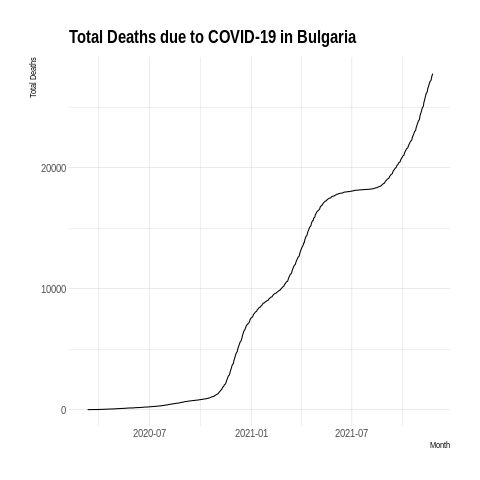 Total Deaths due to COVID-19 in Bulgaria
Total Deaths
20000
10000
0
2020-07
2021-01
2021-07
Month